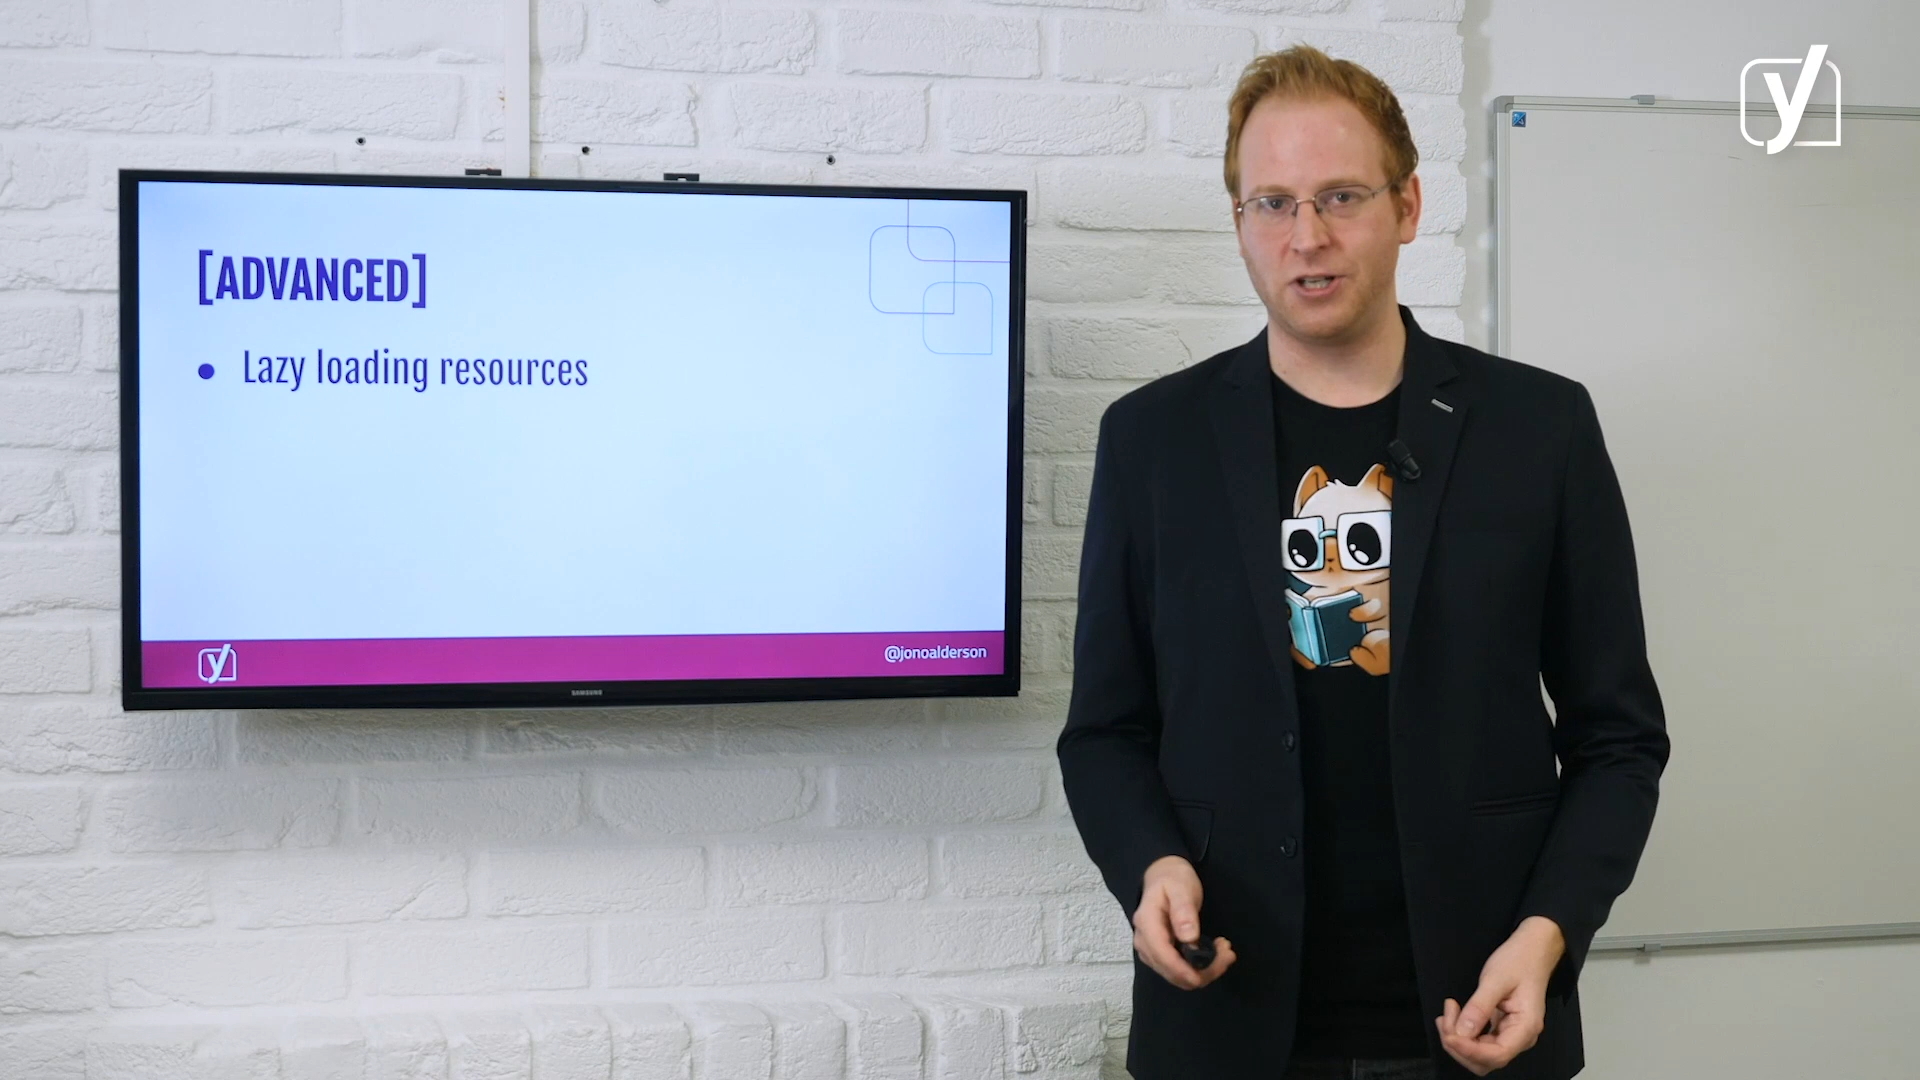 [ADVANCED]
• Lazy loading resources
@jonoalderson
SAMSUNG
y
y